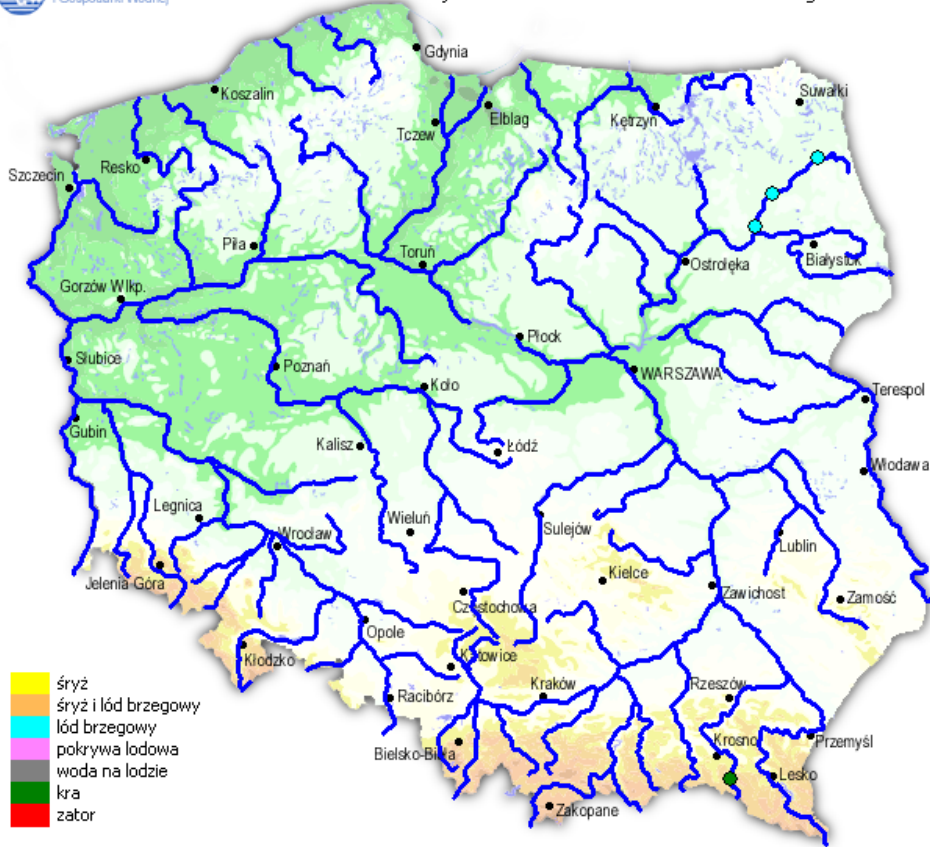 i Gospodarki Wodnej
Gdynia
Koszalin
Suwałki
Elbląg
Kętrzyn
Tczew
Resko
Szczecin
Piła
Toruń
Ostrołęka
Białystok
Gorzów Wlkp.
Płock
Słubice
Poznań
WARSZAWA
Koło
Terespol
Gubin
Kalisz
Łódź
Włodawa
Legnica
Wieluń
Sulejów
Wrocław
Lublin
Jelenia Góra
Kielce
Zawichost
Zamość
Częstochowa
Opole
Kłodzko
Katowice
Racibórz
Kraków
Rzeszów
Bielsko-Biała
Krosno
Przemyśl
Lesko
Zakopane
śryż
śryż i lód brzegowy
lód brzegowy
pokrywa lodowa
woda na lodzie
kra
zator